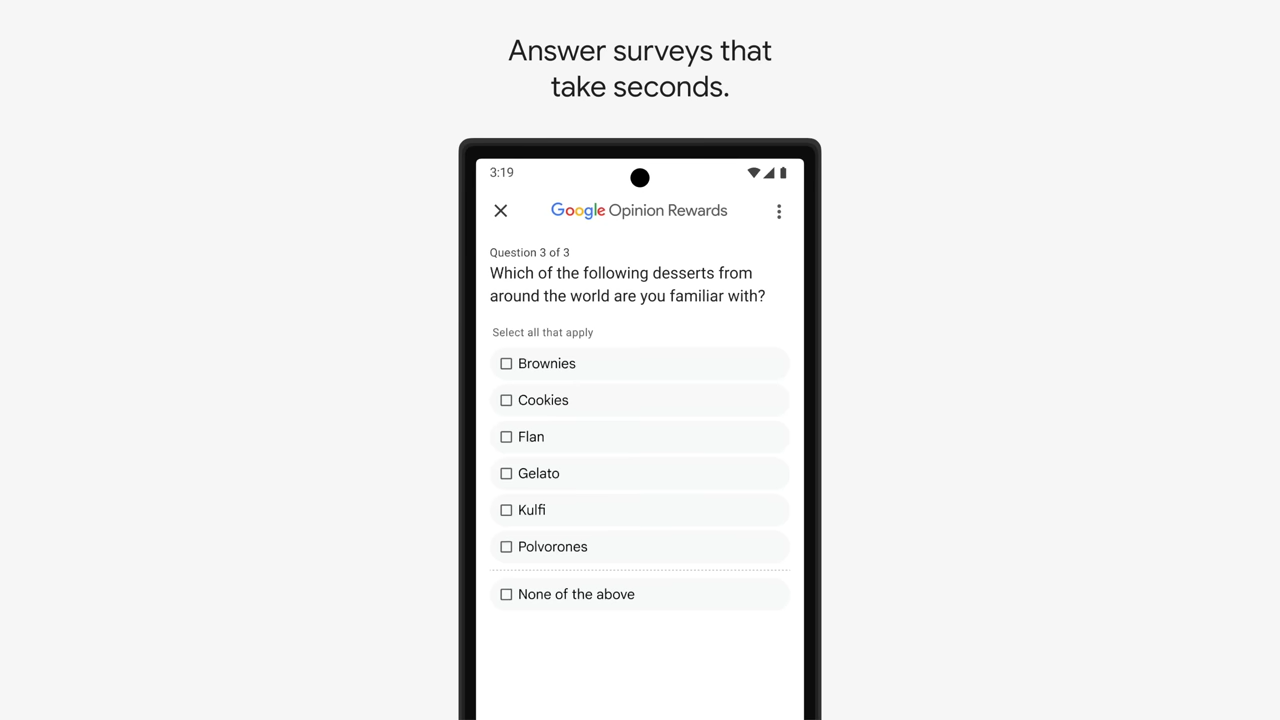 Answer surveys that
take seconds.
3:19
Google Opinion Rewards
Question 3 of 3
Which of the following desserts from
around the world are you familiar with?
Select all that apply
Brownies
Cookies
Flan
Gelato
Kulfi
Polvorones
None of the above